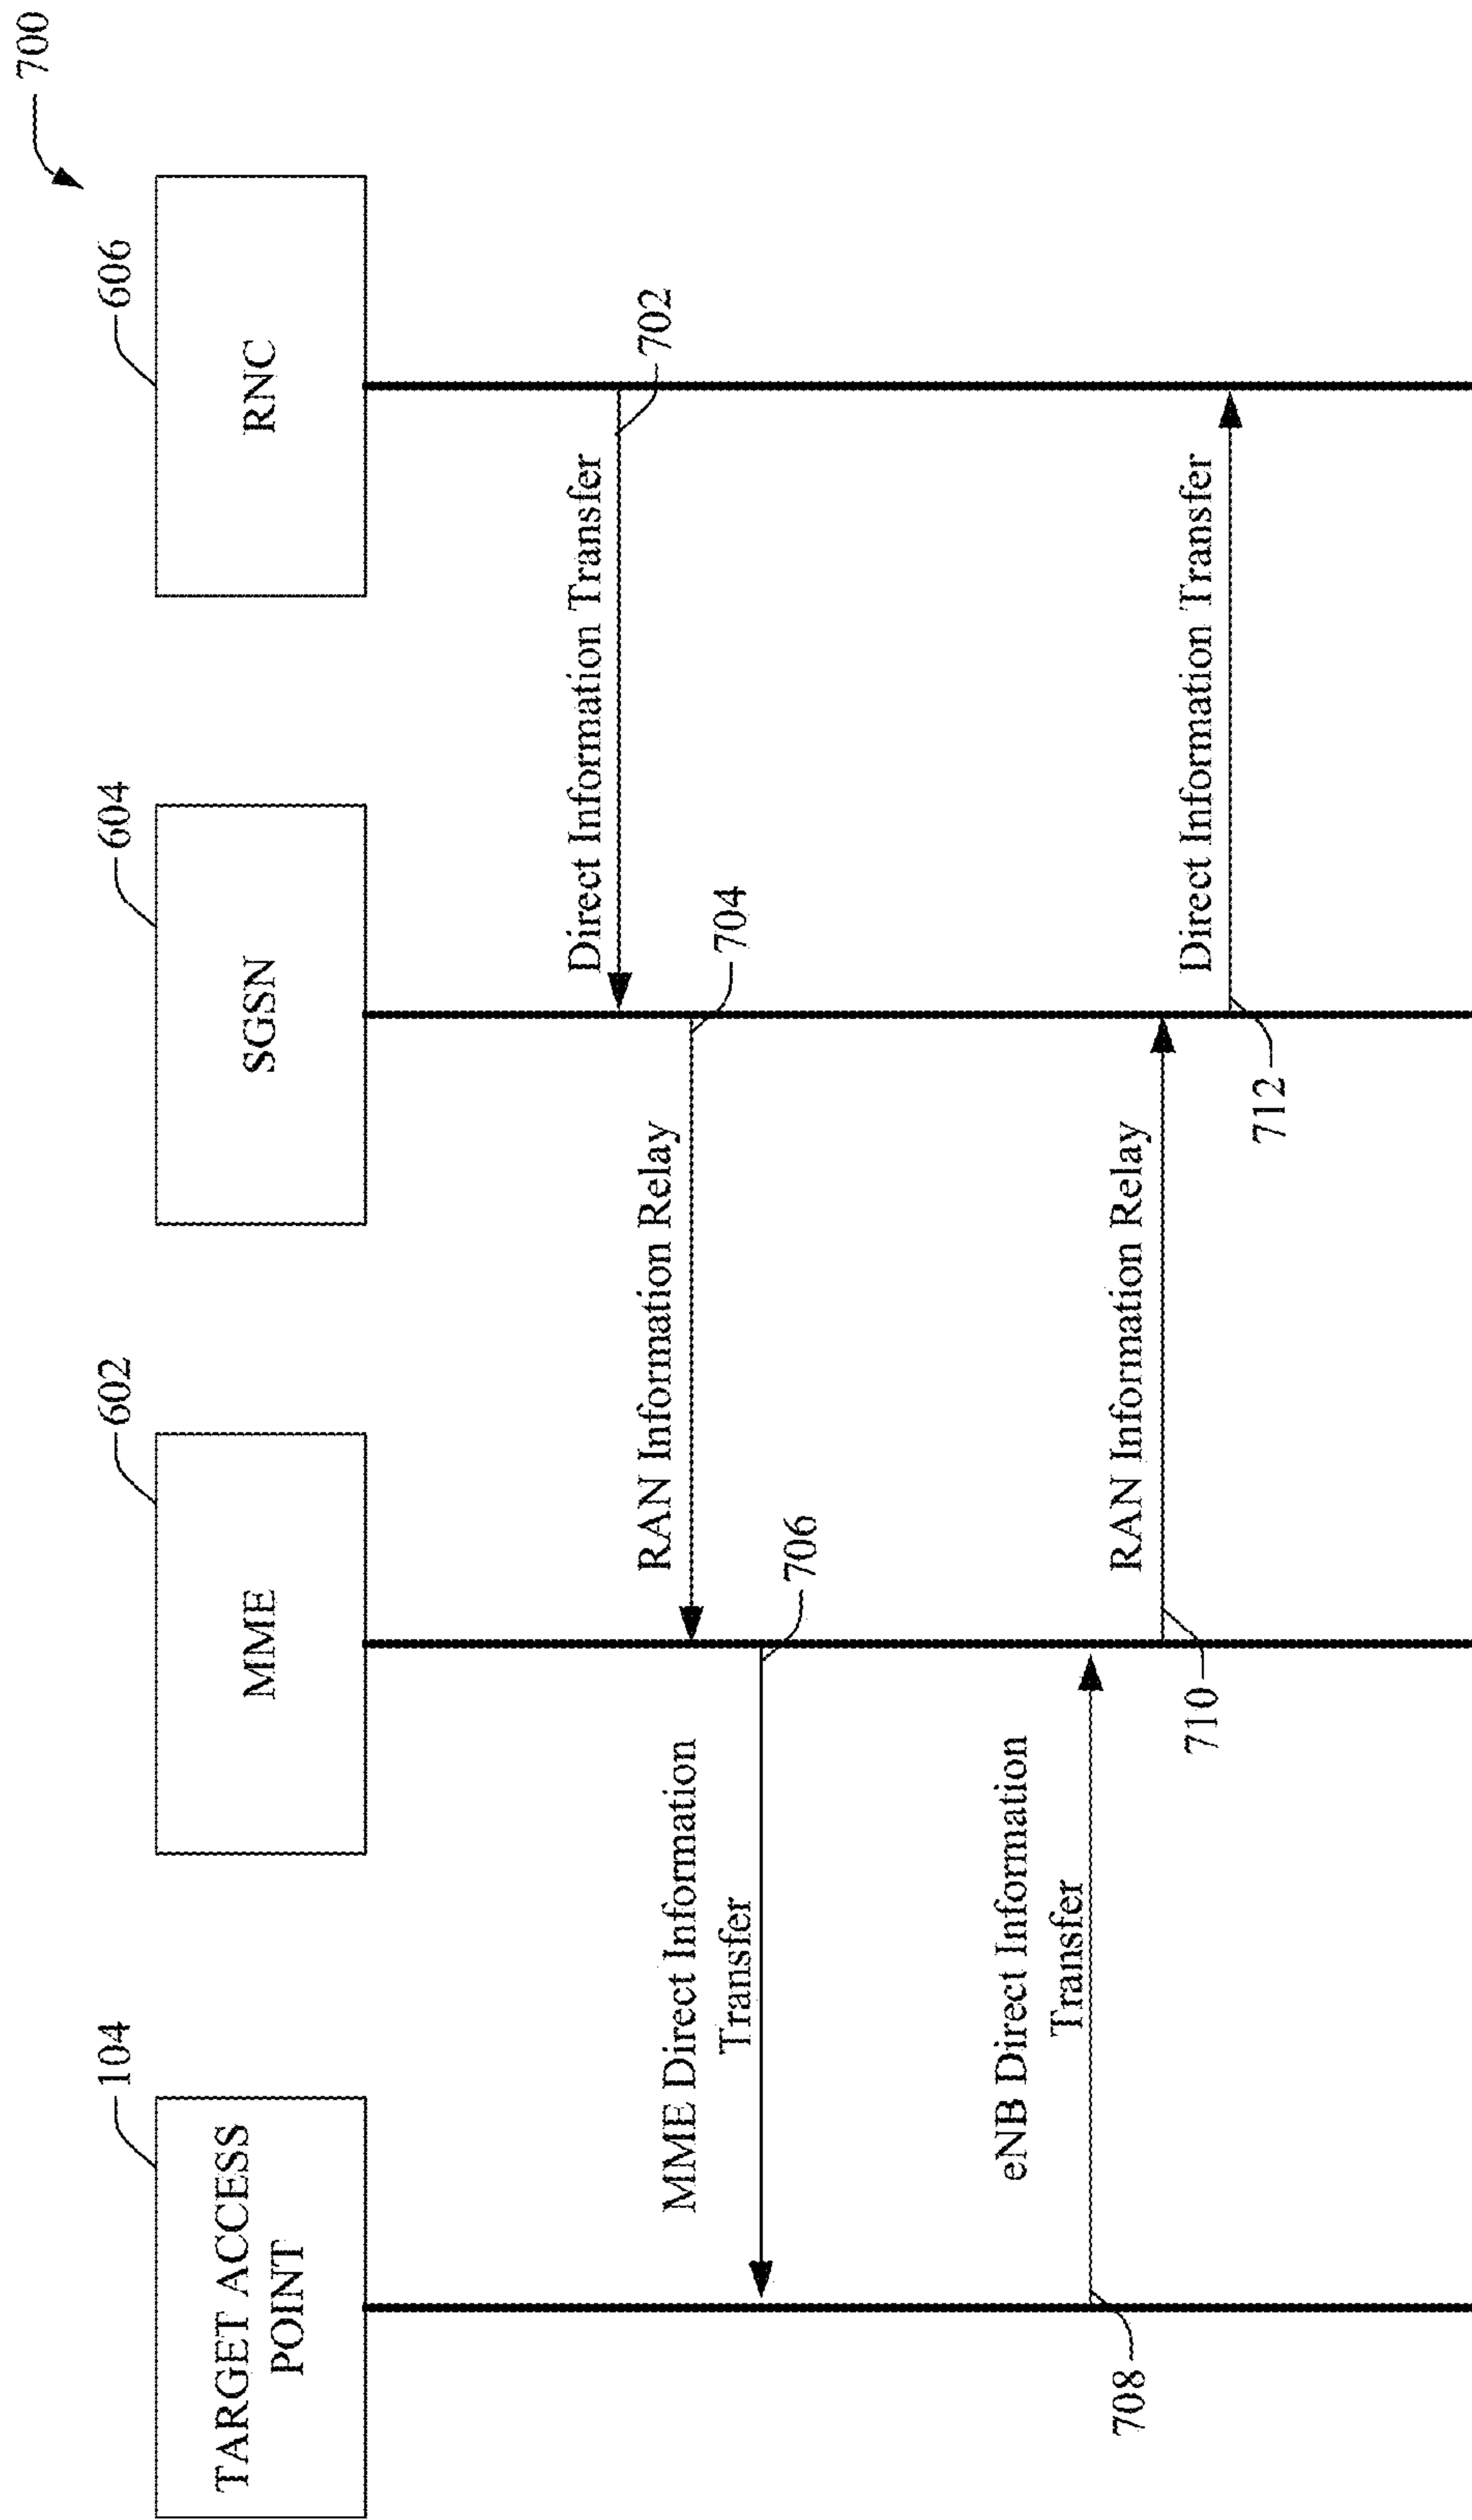 700
104
602
604
606
TARGET ACCESS
POINT
MME
SGSN
RNC
Direct Information Transfer
702
RAN Information Relay
704
MME Direct Information
Transfer
706
eNB Direct Information
Transfer
708
RAN Information Relay
710
Direct Information Transfer
712